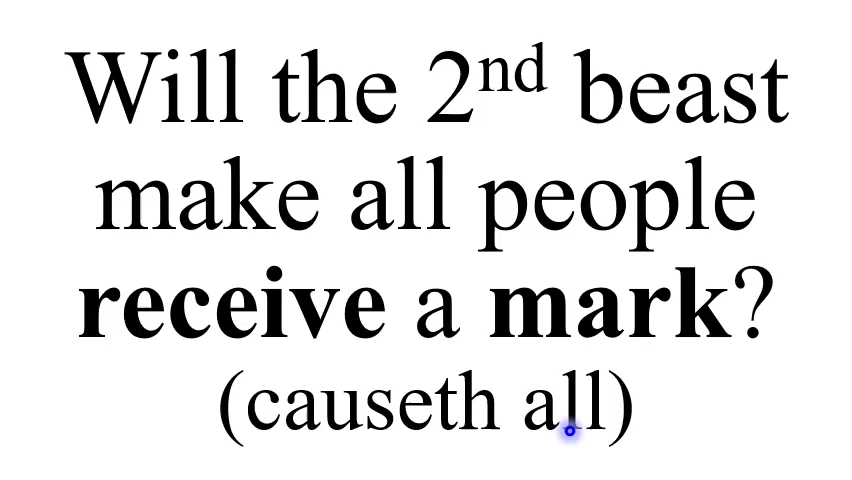 Will the 2nd beast
make all people
receive a mark?
(causeth all)